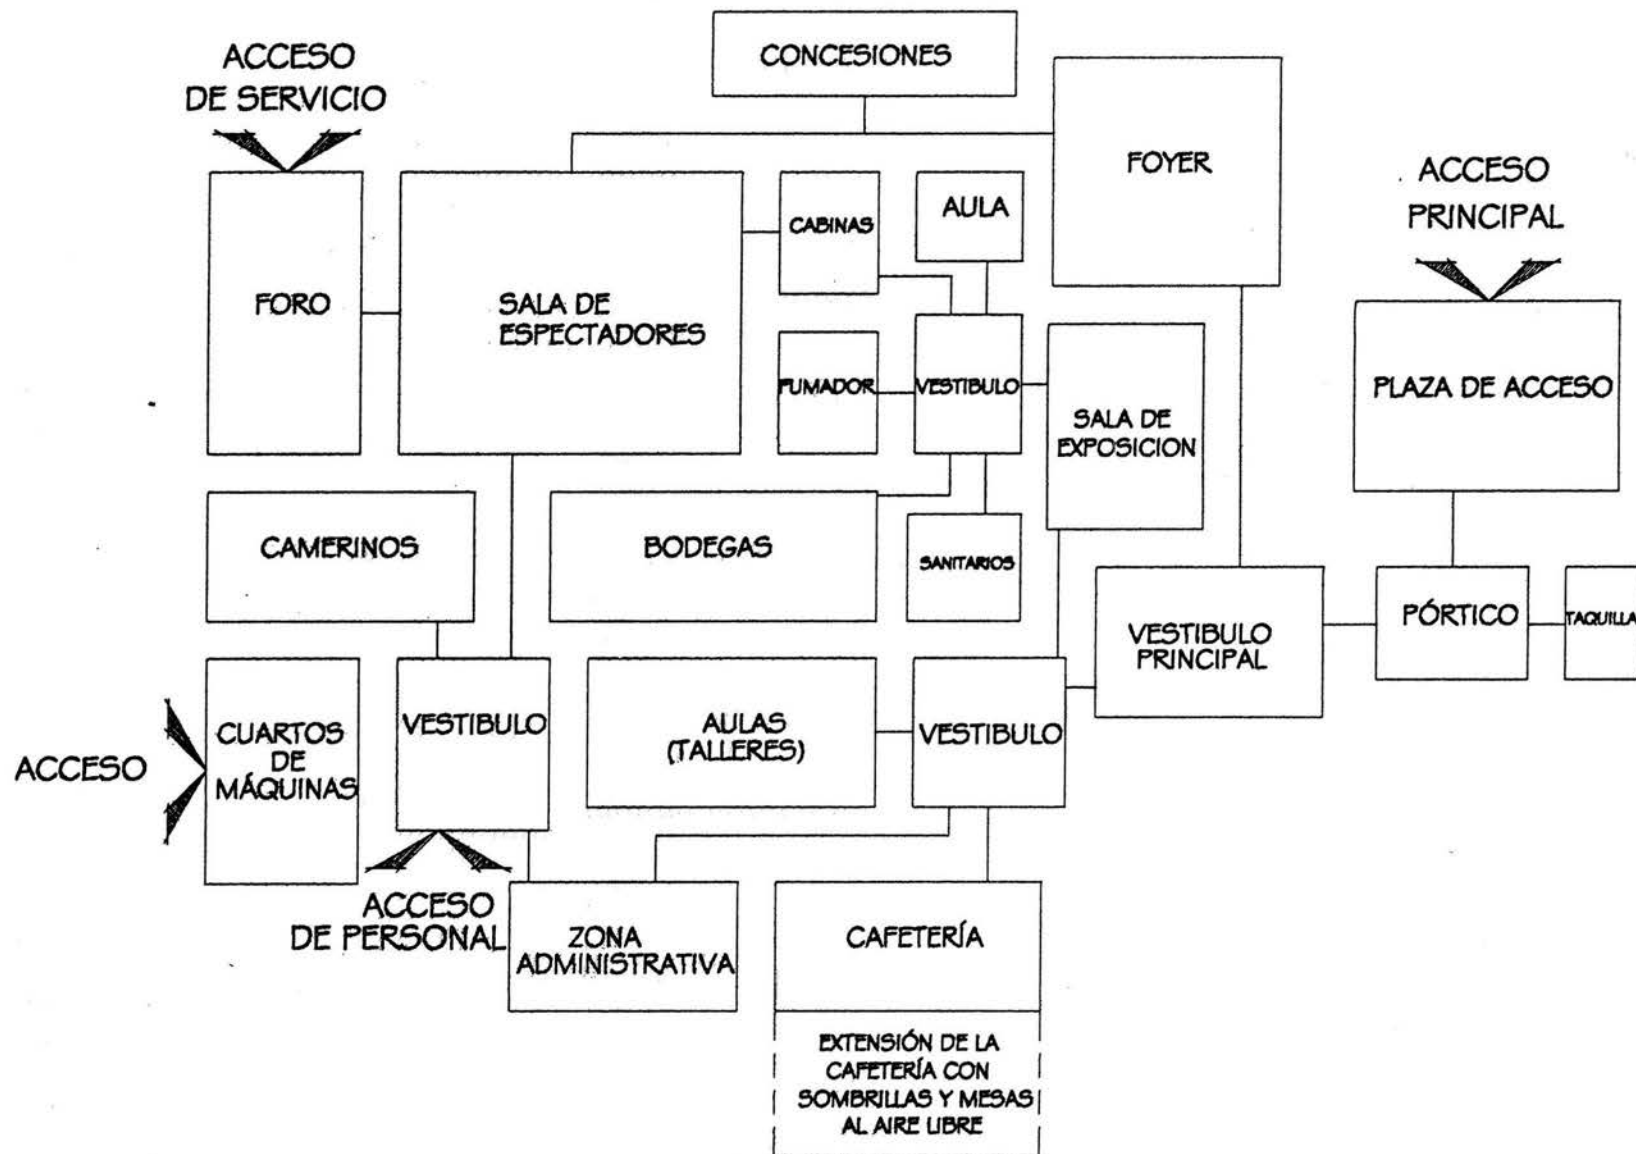 CONCESIONES
ACCESO
DE SERVICIO
FOYER
ACCESO
PRINCIPAL
FORO
SALA DE
ESPECTADORES
CABINAS
AULA
FUMADOR
VESTIBULO
SALA DE
EXPOSICION
PLAZA DE ACCESO
CAMERINOS
BODEGAS
SANITARIOS
VESTIBULO
PRINCIPAL
PÓRTICO
TAQUILLA
ACCESO
CUARTOS
DE
MÁQUINAS
VESTIBULO
AULAS
(TALLERES)
VESTIBULO
ACCESO
DE PERSONAL
ZONA
ADMINISTRATIVA
CAFETERÍA
EXTENSIÓN DE LA
CAFETERÍA CON
SOMBRILLAS Y MESAS
AL AIRE LIBRE